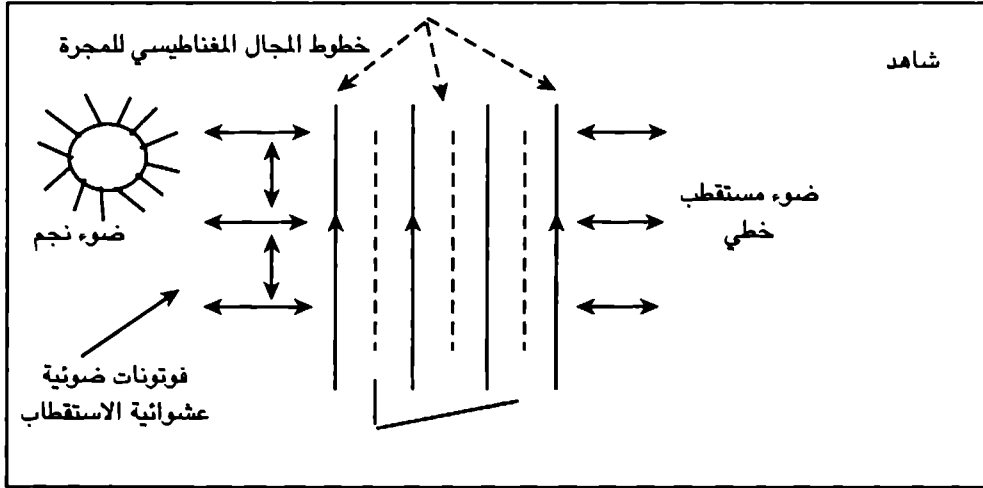 خطوط المجال المغناطيسي للمجرة
شاهد
ضوء نجم
ضوء مستقطب
خطي
فوتونات ضوئية
عشوائية الاستقطاب